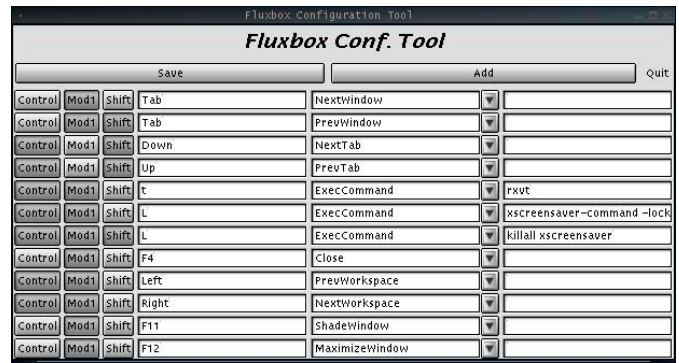 Fluxbox Configuration Tool
Fluxbox Conf. Tool
Save Add Quit
Control Mod1 Shift Tab NextWindow
Control Mod1 Shift Tab PrevWindow
Control Mod1 Shift Down NextTab
Control Mod1 Shift Up PrevTab
Control Mod1 Shift t ExecCommand rxvt
Control Mod1 Shift L ExecCommand xscreensaver-command -lock
Control Mod1 Shift L ExecCommand killall xscreensaver
Control Mod1 Shift F4 Close
Control Mod1 Shift Left PrevWorkspace
Control Mod1 Shift Right NextWorkspace
Control Mod1 Shift F11 ShadeWindow
Control Mod1 Shift F12 MaximizeWindow